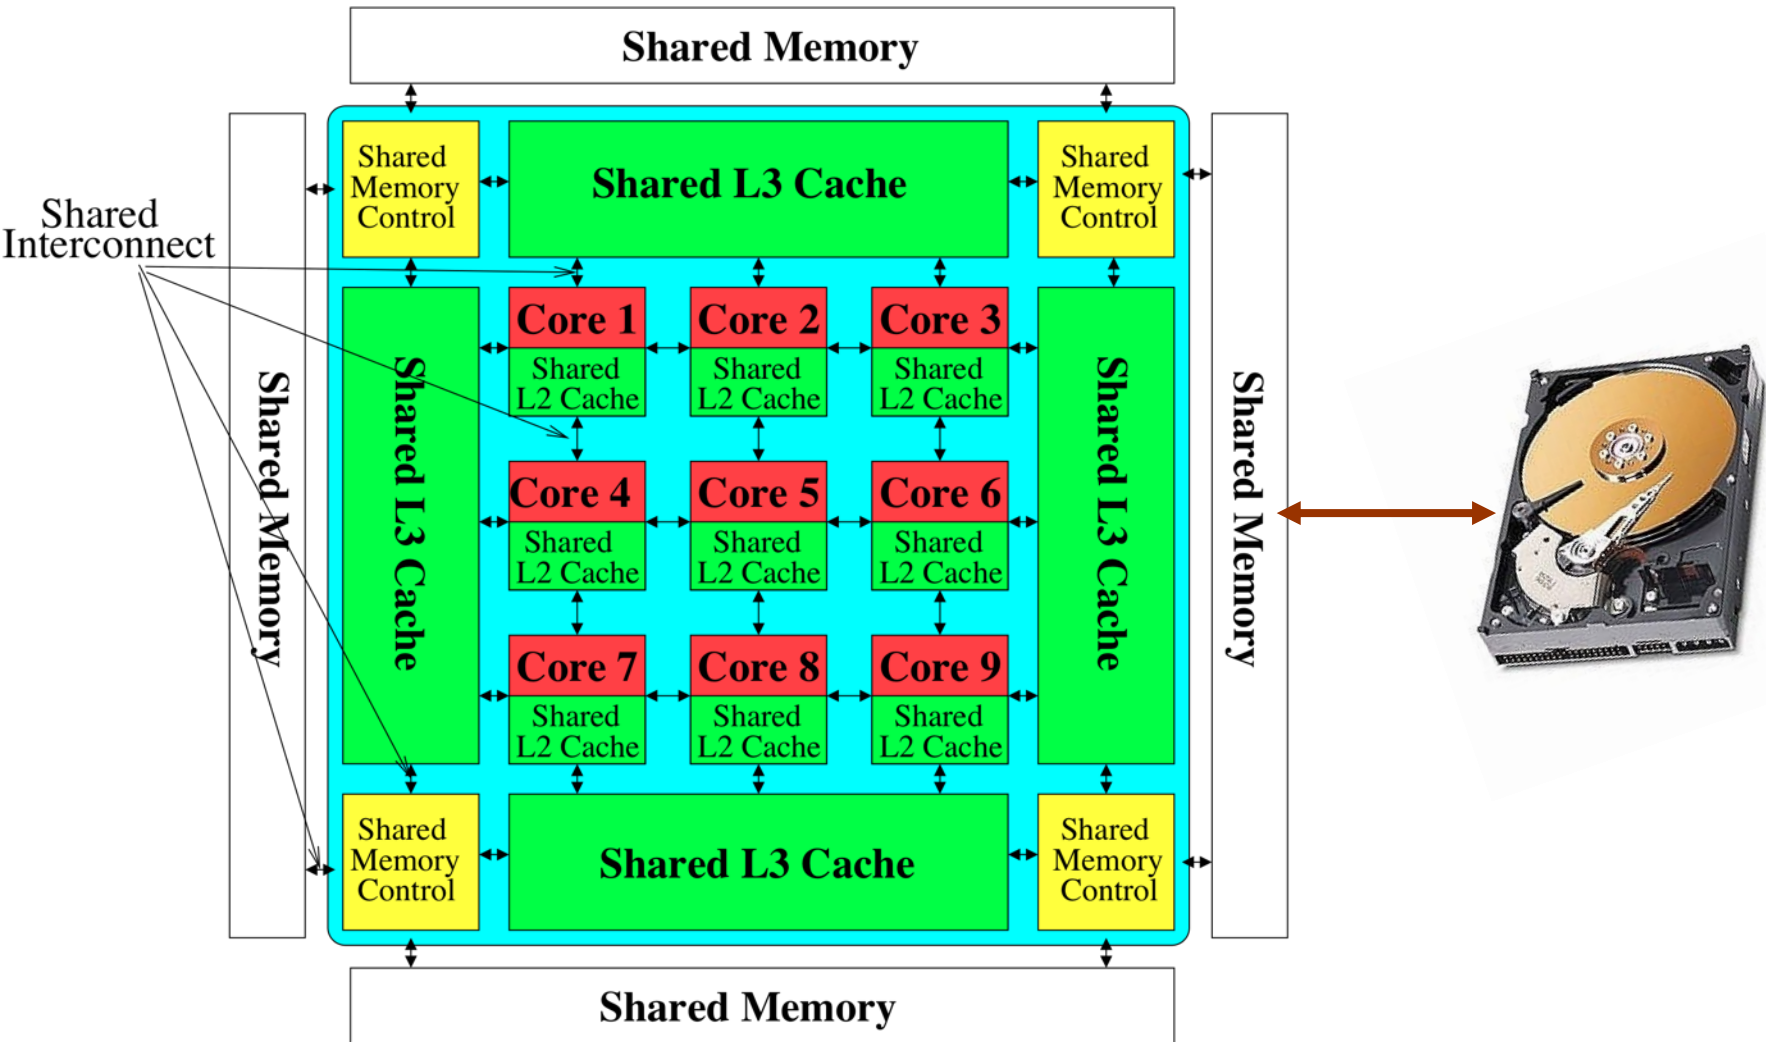 Shared Memory
Shared
Memory
Control
Shared L3 Cache
Shared
Memory
Control
Shared
Interconnect
Shared Memory
Shared L3 Cache
Core 1
Shared
L2 Cache
Core 2
Shared
L2 Cache
Core 3
Shared
L2 Cache
Core 4
Shared
L2 Cache
Core 5
Shared
L2 Cache
Core 6
Shared
L2 Cache
Core 7
Shared
L2 Cache
Core 8
Shared
L2 Cache
Core 9
Shared
L2 Cache
Shared L3 Cache
Shared Memory
Shared
Memory
Control
Shared L3 Cache
Shared
Memory
Control
Shared Memory